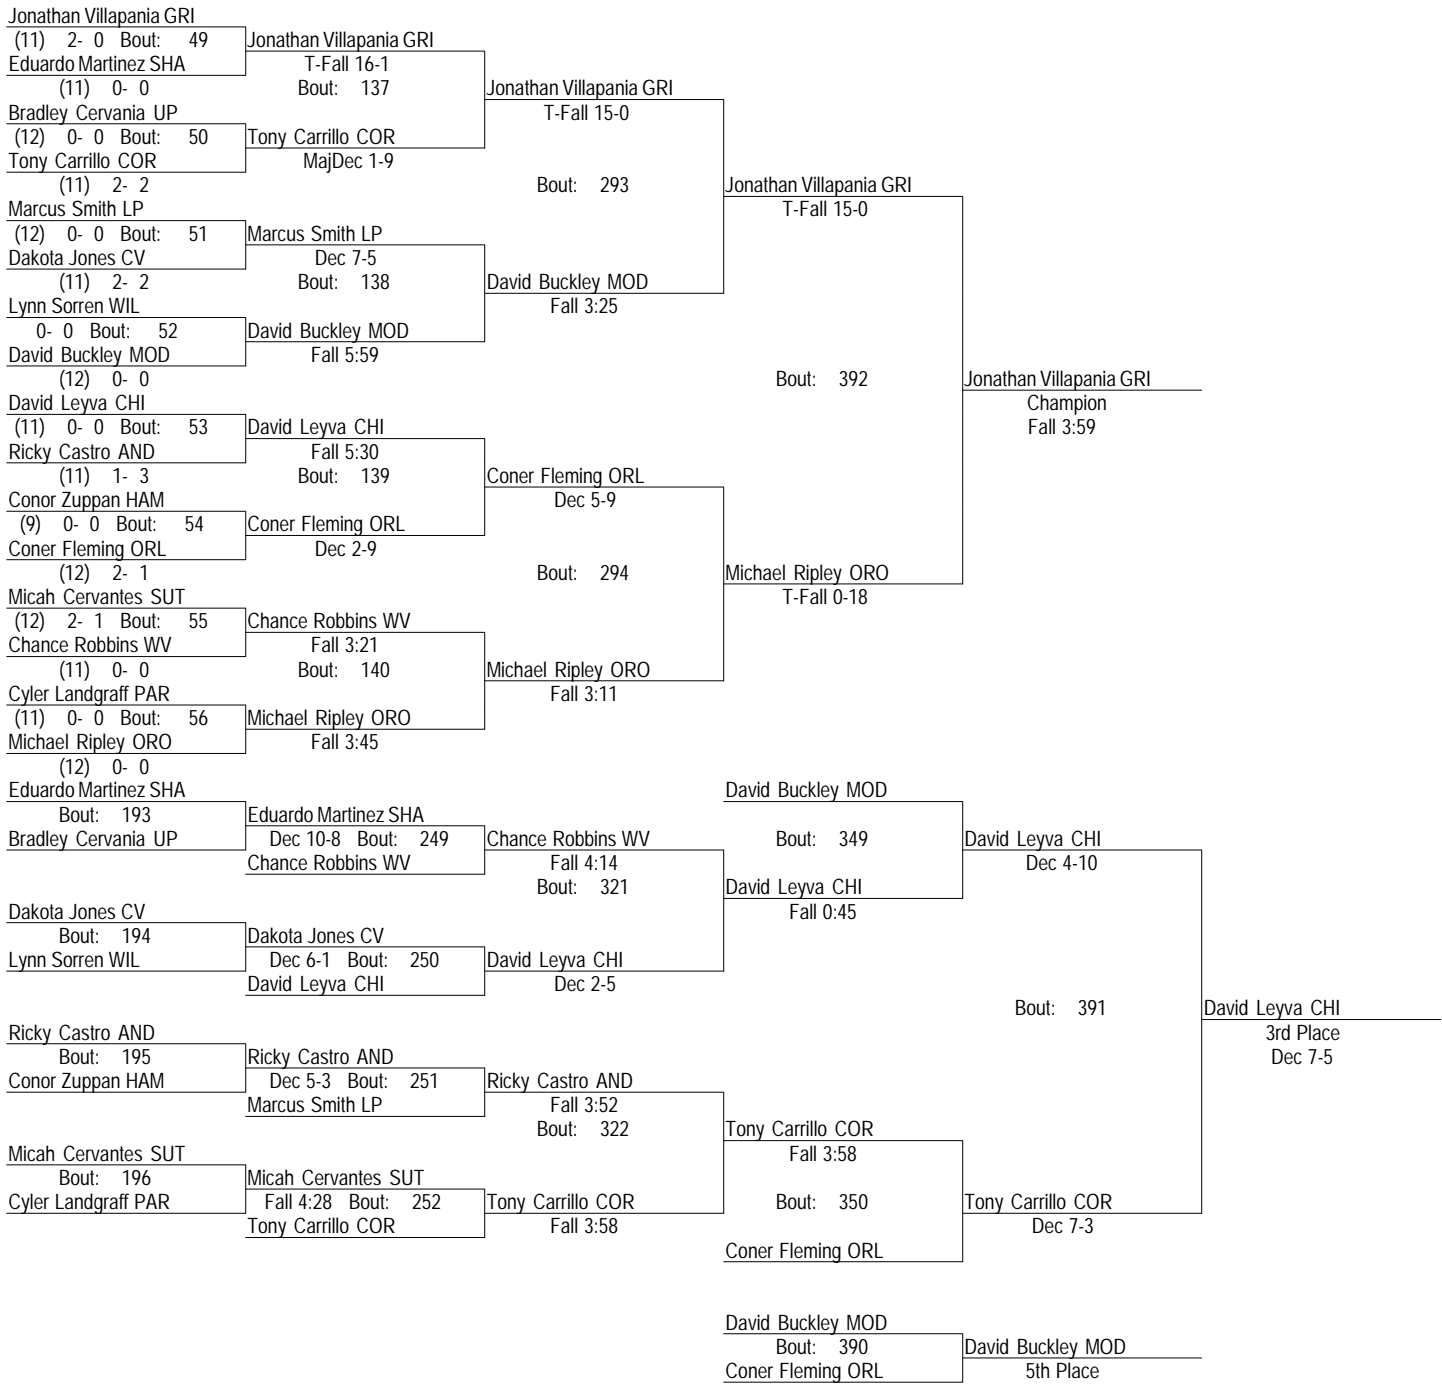 Jonathan Villapania GRI
(11) 2- 0 Bout: 49
Eduardo Martinez SHA
(11) 0- 0
Bradley Cervania UP
(12) 0- 0 Bout: 50
Tony Carrillo COR
(11) 2- 2
Marcus Smith LP
(12) 0- 0 Bout: 51
Dakota Jones CV
(11) 2- 2
Lynn Sorren WIL
0- 0 Bout: 52
David Buckley MOD
(12) 0- 0
David Leyva CHI
(11) 0- 0 Bout: 53
Ricky Castro AND
(11) 1- 3
Conor Zuppan HAM
(9) 0- 0 Bout: 54
Coner Fleming ORL
(12) 2- 1
Micah Cervantes SUT
(12) 2- 1 Bout: 55
Chance Robbins WV
(11) 0- 0
Cyler Landgraff PAR
(11) 0- 0 Bout: 56
Michael Ripley ORO
(12) 0- 0
Jonathan Villapania GRI
T-Fall 16-1
Bout: 137
Tony Carrillo COR
MajDec 1-9
Marcus Smith LP
Dec 7-5
Bout: 138
David Buckley MOD
Fall 5:59
David Leyva CHI
Fall 5:30
Bout: 139
Coner Fleming ORL
Dec 2-9
Chance Robbins WV
Fall 3:21
Bout: 140
Michael Ripley ORO
Fall 3:45
Jonathan Villapania GRI
T-Fall 15-0
Bout: 293
David Buckley MOD
Fall 3:25
Coner Fleming ORL
Dec 5-9
Bout: 294
Michael Ripley ORO
Fall 3:11
Jonathan Villapania GRI
T-Fall 15-0
Bout: 392
Michael Ripley ORO
T-Fall 0-18
Jonathan Villapania GRI
Champion
Fall 3:59
Eduardo Martinez SHA
Bout: 193
Bradley Cervania UP
Dakota Jones CV
Bout: 194
Lynn Sorren WIL
Ricky Castro AND
Bout: 195
Conor Zuppan HAM
Micah Cervantes SUT
Bout: 196
Cyler Landgraff PAR
Eduardo Martinez SHA
Dec 10-8 Bout: 249
Chance Robbins WV
Dakota Jones CV
Dec 6-1 Bout: 250
David Leyva CHI
Ricky Castro AND
Dec 5-3 Bout: 251
Marcus Smith LP
Micah Cervantes SUT
Fall 4:28 Bout: 252
Tony Carrillo COR
Chance Robbins WV
Fall 4:14
Bout: 321
David Leyva CHI
Dec 2-5
Ricky Castro AND
Fall 3:52
Bout: 322
Tony Carrillo COR
Fall 3:58
David Buckley MOD
Bout: 349
David Leyva CHI
Fall 0:45
Tony Carrillo COR
Fall 3:58
Bout: 350
Coner Fleming ORL
David Leyva CHI
Dec 4-10
Bout: 391
Tony Carrillo COR
Dec 7-3
David Leyva CHI
3rd Place
Dec 7-5
David Buckley MOD
Bout: 390
Coner Fleming ORL
David Buckley MOD
5th Place